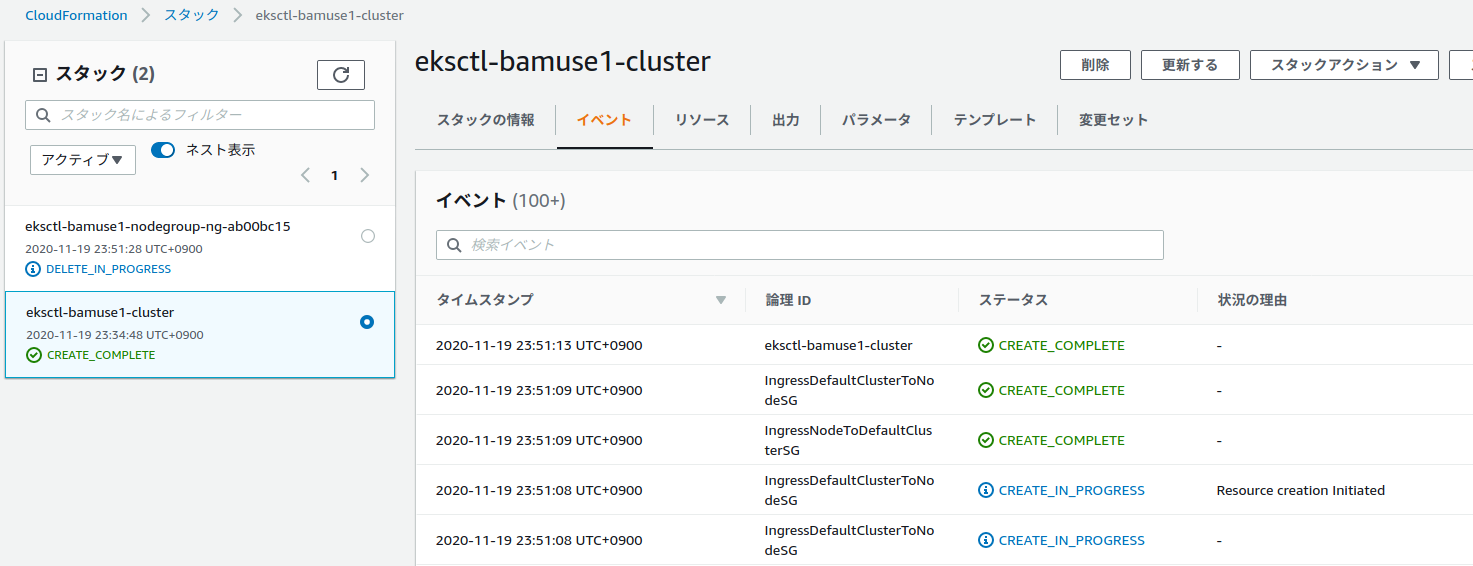 CloudFormation > スタック > eksctl-bamuse1-cluster
スタック (2)
スタック名によるフィルター
アクティブ▼
ネスト表示
< 1 >
eksctl-bamuse1-nodegroup-ng-ab00bc15
2020-11-19 23:51:28 UTC+0900
DELETE_IN_PROGRESS
eksctl-bamuse1-cluster
2020-11-19 23:34:48 UTC+0900
CREATE_COMPLETE
eksctl-bamuse1-cluster
削除 更新する スタックアクション ▼
スタックの情報 イベント リソース 出力 パラメータ テンプレート 変更セット
イベント (100+)
検索イベント
タイムスタンプ ▼ 論理 ID ステータス 状況の理由
2020-11-19 23:51:13 UTC+0900 eksctl-bamuse1-cluster CREATE_COMPLETE -
2020-11-19 23:51:09 UTC+0900 IngressDefaultClusterToNo CREATE_COMPLETE -
deSG
2020-11-19 23:51:09 UTC+0900 IngressNodeToDefaultClus CREATE_COMPLETE -
terSG
2020-11-19 23:51:08 UTC+0900 IngressDefaultClusterToNo CREATE_IN_PROGRESS Resource creation Initiated
deSG
2020-11-19 23:51:08 UTC+0900 IngressDefaultClusterToNo CREATE_IN_PROGRESS -
deSG